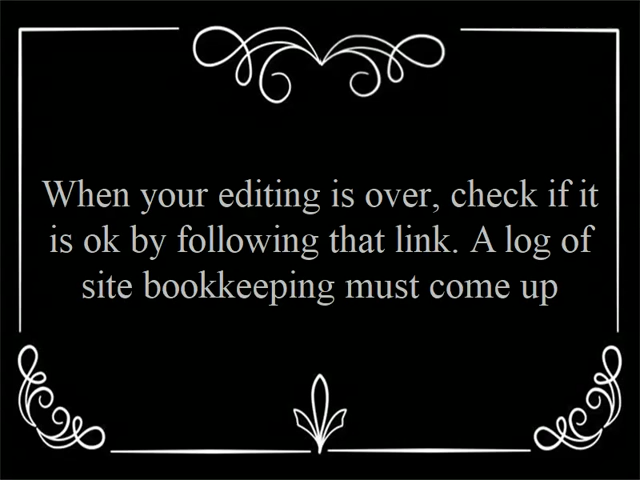 When your editing is over, check if it
is ok by following that link. A log of
site bookkeeping must come up